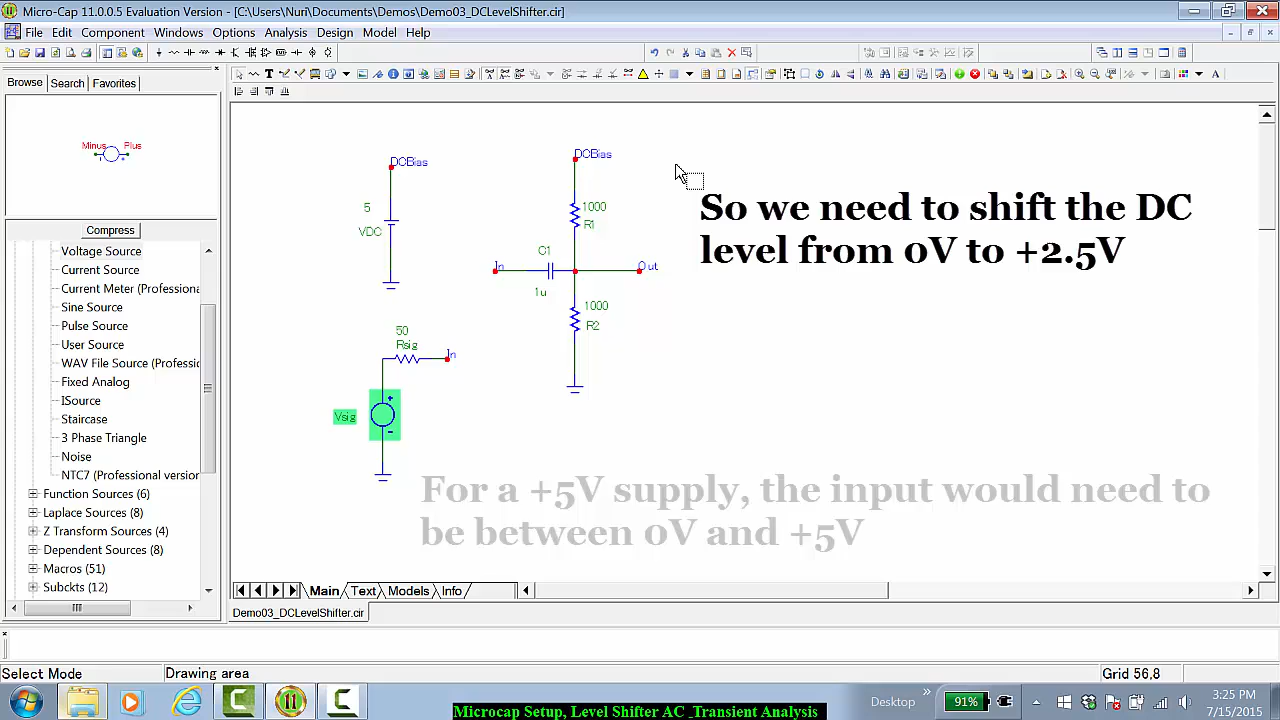 Micro-Cap 11.0.0.5 Evaluation Version - [C:\Users\Nuri\Documents\Demos\Demo03_DCLevelShifter.cir]
File Edit Component Windows Options Analysis Design Model Help
Browse Search Favorites
Minus Plus
Compress
Voltage Source
Current Source
Current Meter (Professiona
Sine Source
Pulse Source
User Source
WAV File Source (Professic
Fixed Analog
ISource
Staircase
3 Phase Triangle
Noise
NTC7 (Professional version
Function Sources (6)
Laplace Sources (8)
Z Transform Sources (4)
Dependent Sources (8)
Macros (51)
Subckts (12)
DCBias
5
VDC
50
Rsig
In
Vsig
DCBias
1000
R1
C1
In
Out
1u
1000
R2
So we need to shift the DC
level from 0V to +2.5V
For a +5V supply, the input would need to
be between 0V and +5V
Main Text Models Info
Demo03_DCLevelShifter.cir
Select Mode Drawing area Grid 56,8
Desktop 91% 3:25 PM
7/15/2015
Microcap Setup, Level Shifter AC _Transient Analysis